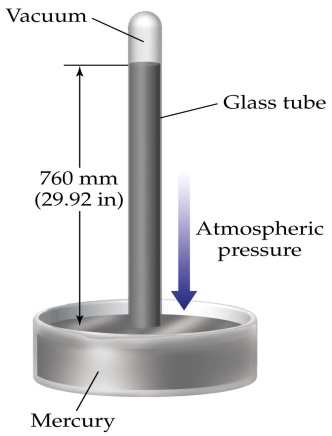 Vacuum
Glass tube
760 mm
(29.92 in)
Atmospheric
pressure
Mercury